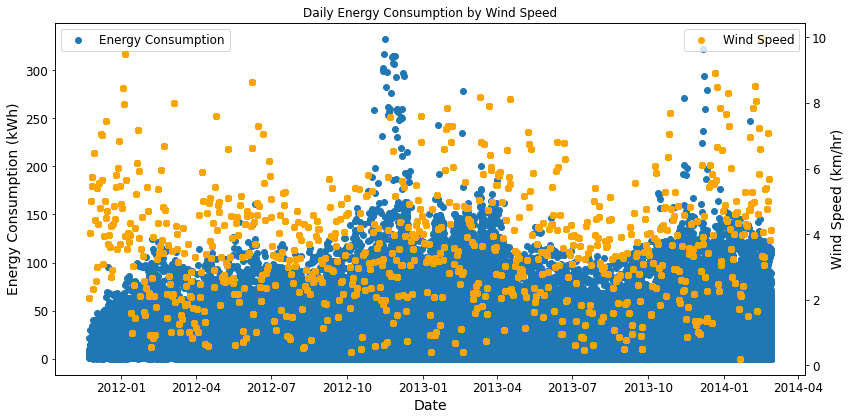 Daily Energy Consumption by Wind Speed
Energy Consumption
Wind Speed
Energy Consumption (kWh)
300
250
200
150
100
50
0
10
8
6
4
2
0
Wind Speed (km/hr)
2012-01 2012-04 2012-07 2012-10 2013-01 2013-04 2013-07 2013-10 2014-01 2014-04
Date